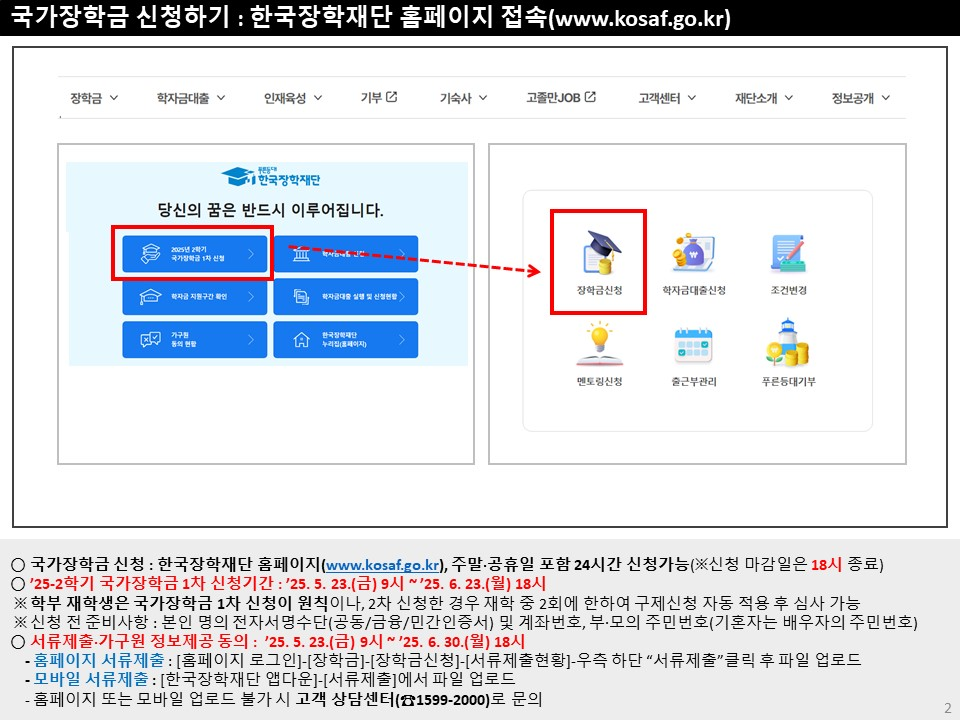 국가장학금 신청하기 : 한국장학재단 홈페이지 접속(www.kosaf.go.kr)
장학금 학자금대출 인재육성 기부 기숙사 고졸만JOB 고객센터 재단소개 정보공개
푸른등대
한국장학재단
당신의 꿈은 반드시 이루어집니다.
2025년 2학기
국가장학금 1차 신청
학자금 지원구간 확인
학자금대출 실행 및 신청현황
가구원
동의 현황
한국장학재단
누리집(홈페이지)
장학금신청 학자금대출신청 조건변경
멘토링신청 출근부관리 푸른등대기부
○ 국가장학금 신청 : 한국장학재단 홈페이지(www.kosaf.go.kr), 주말·공휴일 포함 24시간 신청가능(※신청 마감일은 18시 종료)
○ ’25-2학기 국가장학금 1차 신청기간 : ’25. 5. 23.(금) 9시 ~ ’25. 6. 23.(월) 18시
※ 학부 재학생은 국가장학금 1차 신청이 원칙이나, 2차 신청한 경우 재학 중 2회에 한하여 구제신청 자동 적용 후 심사 가능
※ 신청 전 준비사항 : 본인 명의 전자서명수단(공동/금융/민간인증서) 및 계좌번호, 부·모의 주민번호(기혼자는 배우자의 주민번호)
○ 서류제출·가구원 정보제공 동의 : ’25. 5. 23.(금) 9시 ~ ’25. 6. 30.(월) 18시
- 홈페이지 서류제출 : [홈페이지 로그인]-[장학금]-[장학금신청]-[서류제출현황]-우측 하단 “서류제출”클릭 후 파일 업로드
- 모바일 서류제출 : [한국장학재단 앱다운]-[서류제출]에서 파일 업로드
- 홈페이지 또는 모바일 업로드 불가 시 고객 상담센터(☎1599-2000)로 문의
2